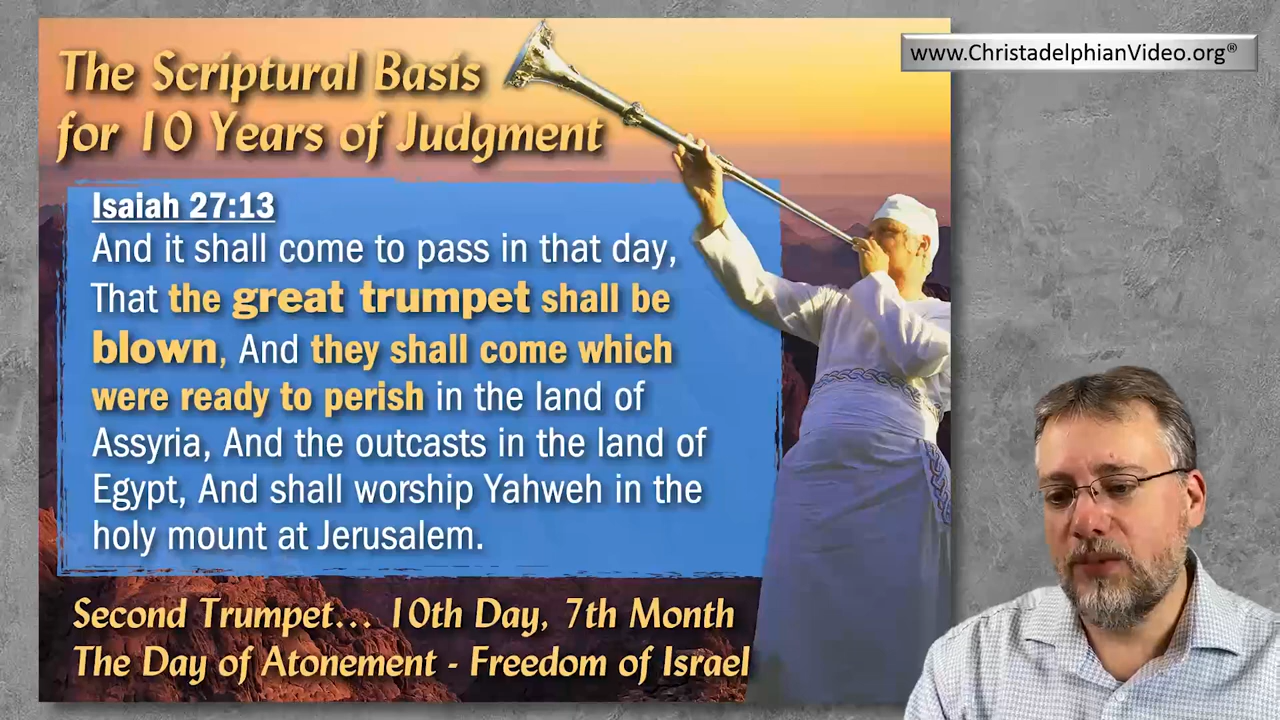 The Scriptural Basis
for 10 Years of Judgment
www.ChristadelphianVideo.org®
Isaiah 27:13
And it shall come to pass in that day,
That the great trumpet shall be
blown, And they shall come which
were ready to perish in the land of
Assyria, And the outcasts in the land of
Egypt, And shall worship Yahweh in the
holy mount at Jerusalem.
Second Trumpet... 10th Day, 7th Month
The Day of Atonement - Freedom of Israel